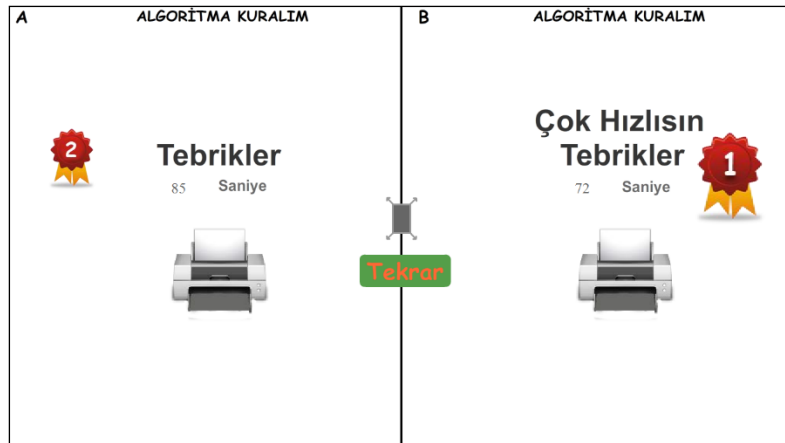 A
ALGORİTMA KURALIM
2
Tebrikler
85 Saniye
B
ALGORİTMA KURALIM
Çok Hızlısın
Tebrikler
1
72 Saniye
Tekrar